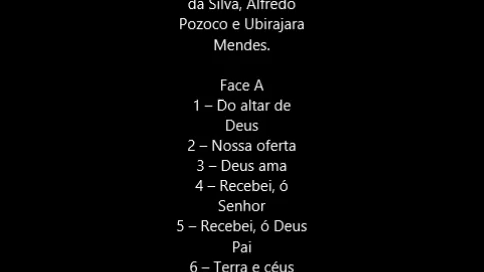 da Silva, Alfredo
Pozoco e Ubirajara
Mendes.
Face A
1 – Do altar de
Deus
2 – Nossa oferta
3 – Deus ama
4 – Recebei, ó
Senhor
5 – Recebei, ó Deus
Pai
6 – Terra e céus